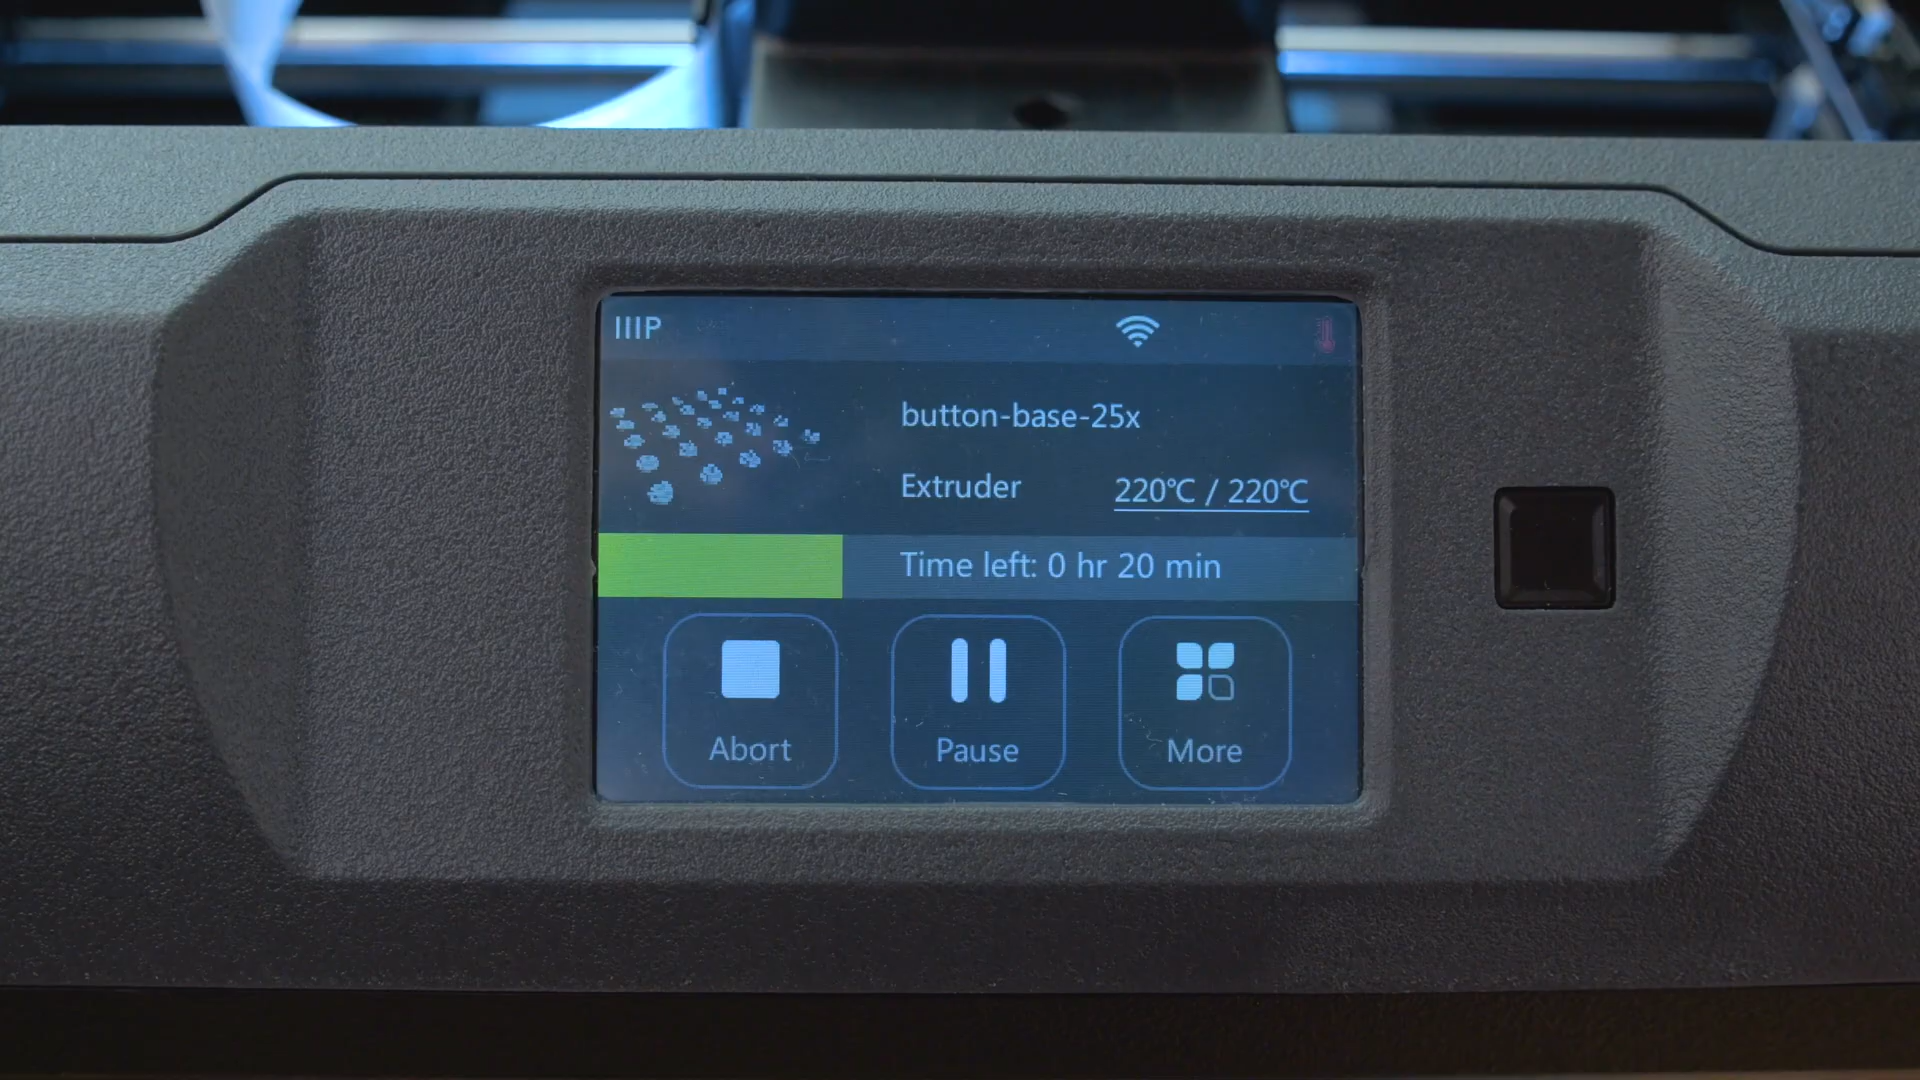 IIIP
button-base-25x
Extruder 220℃ / 220℃
Time left: 0 hr 20 min
Abort Pause More